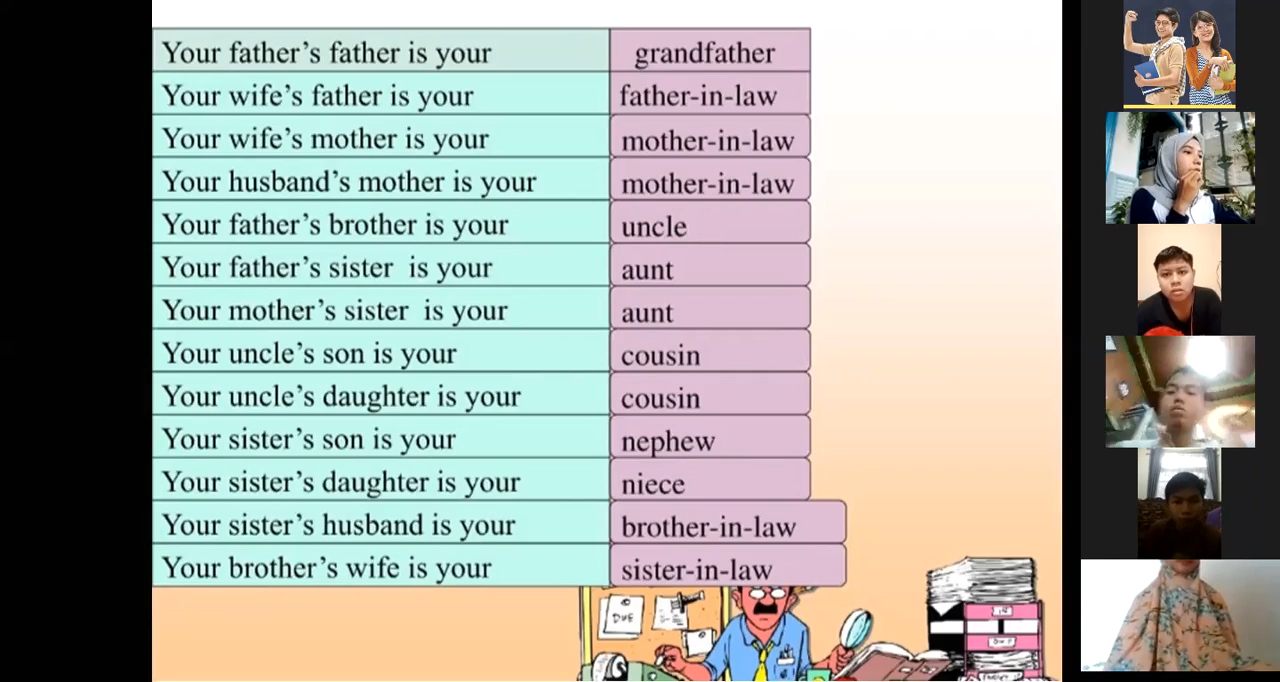 Your father's father is your grandfather
Your wife's father is your father-in-law
Your wife's mother is your mother-in-law
Your husband's mother is your mother-in-law
Your father's brother is your uncle
Your father's sister is your aunt
Your mother's sister is your aunt
Your uncle's son is your cousin
Your uncle's daughter is your cousin
Your sister's son is your nephew
Your sister's daughter is your niece
Your sister's husband is your brother-in-law
Your brother's wife is your sister-in-law
DUE
IN